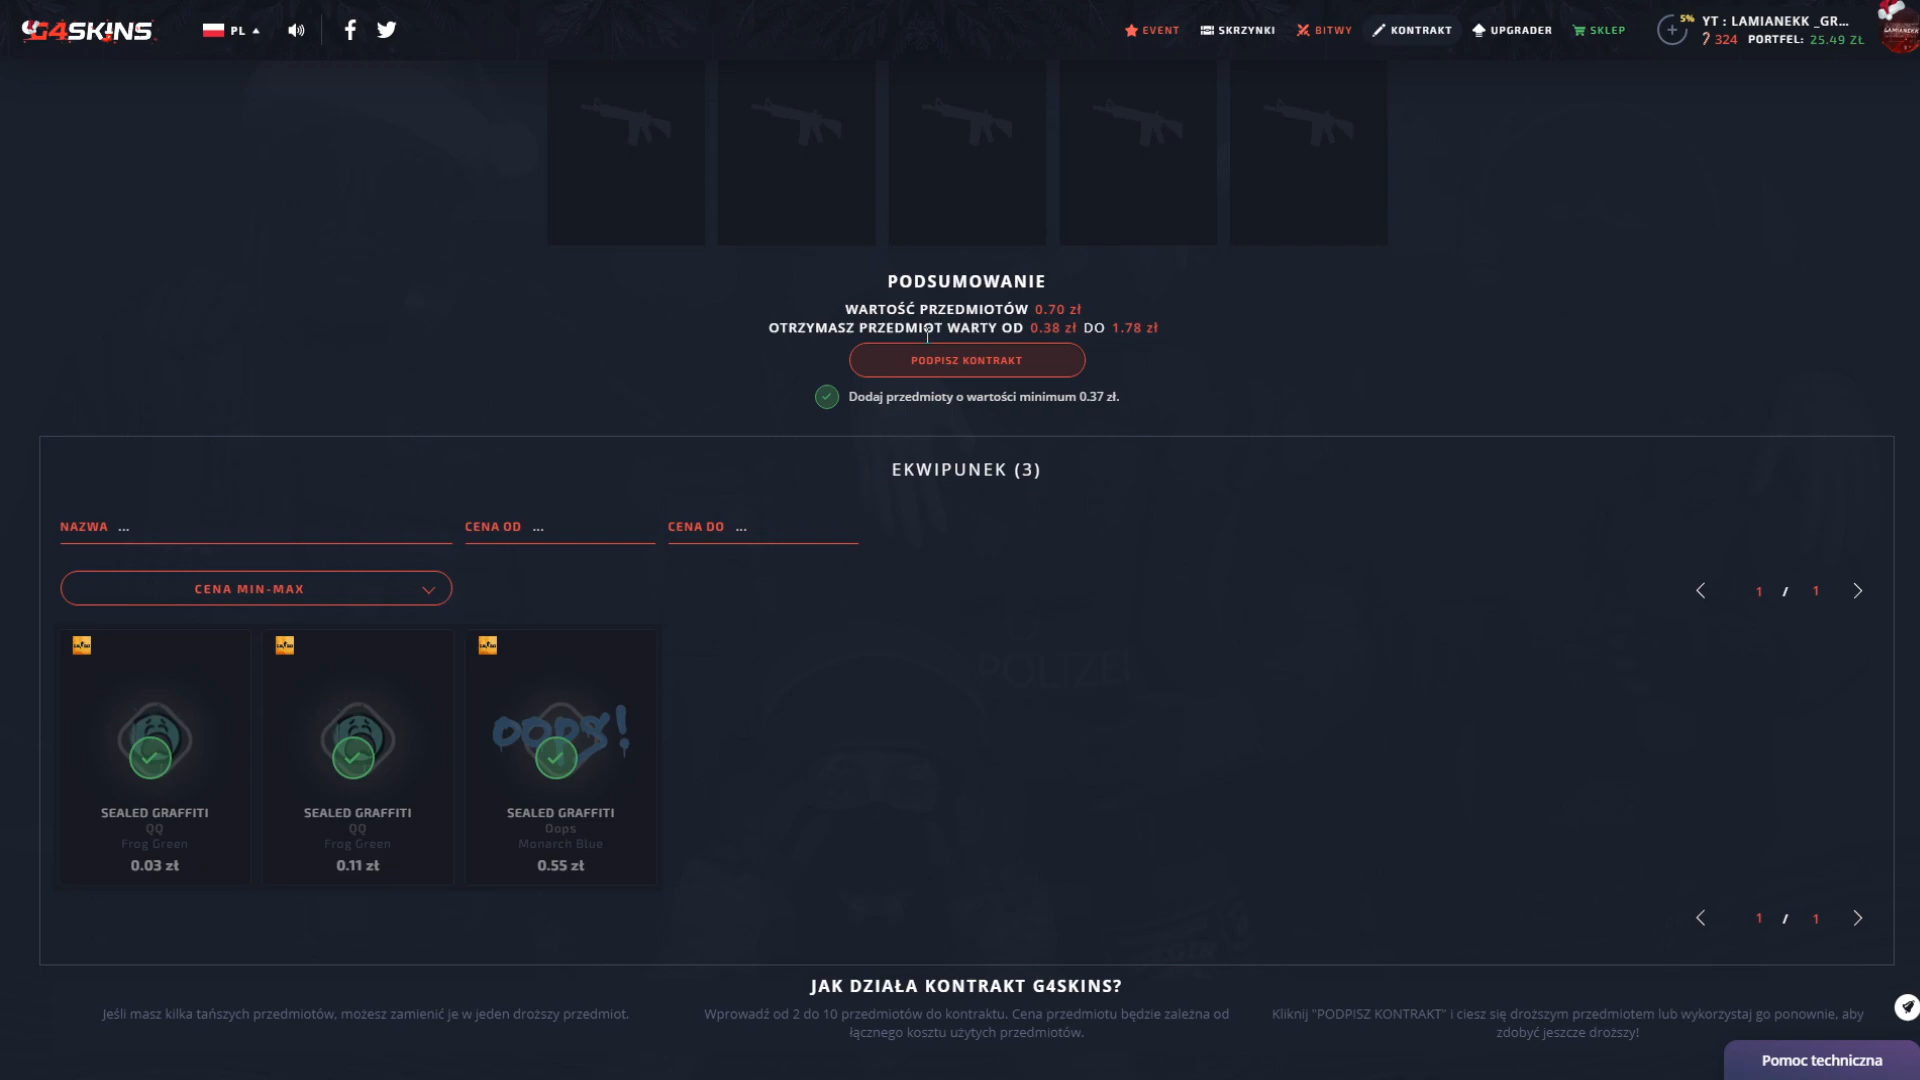 G4SKINS
PL
EVENT
SKRZYNKI
BITWY
KONTRAKT
UPGRADER
SKLEP
5%
YT : LAMIANEKK _GR...
324 PORTFEL: 25.49 ZŁ
PODSUMOWANIE
WARTOŚĆ PRZEDMIOTÓW 0.70 zł
OTRZYMASZ PRZEDMIOT WARTY OD 0.38 zł DO 1.78 zł
PODPISZ KONTRAKT
Dodaj przedmioty o wartości minimum 0.37 zł.
EKWIPUNEK (3)
NAZWA ...
CENA OD ...
CENA DO ...
CENA MIN-MAX
1 / 1
POLIZEI
OOPS!
SEALED GRAFFITI
QQ
Frog Green
0.03 zł
SEALED GRAFFITI
QQ
Frog Green
0.11 zł
SEALED GRAFFITI
Oops
Monarch Blue
0.55 zł
1 / 1
JAK DZIAŁA KONTRAKT G4SKINS?
Jeśli masz kilka tańszych przedmiotów, możesz zamienić je w jeden droższy przedmiot.
Wprowadź od 2 do 10 przedmiotów do kontraktu. Cena przedmiotu będzie zależna od
łącznego kosztu użytych przedmiotów.
Kliknij "PODPISZ KONTRAKT" i ciesz się droższym przedmiotem lub wykorzystaj go ponownie, aby
zdobyć jeszcze droższy!
Pomoc techniczna